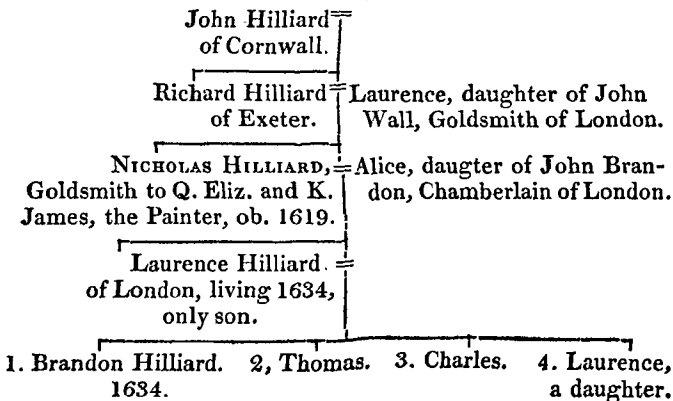 John Hilliard
of Cornwall.
Richard Hilliard
of Exeter.
Laurence, daughter of John
Wall, Goldsmith of London.
NICHOLAS HILLIARD,
Goldsmith to Q. Eliz. and K.
James, the Painter, ob. 1619.
Alice, daugter of John Bran-
don, Chamberlain of London.
Laurence Hilliard.
of London, living 1634,
only son.
1. Brandon Hilliard.
1634.
2, Thomas.
3. Charles.
4. Laurence,
a daughter.